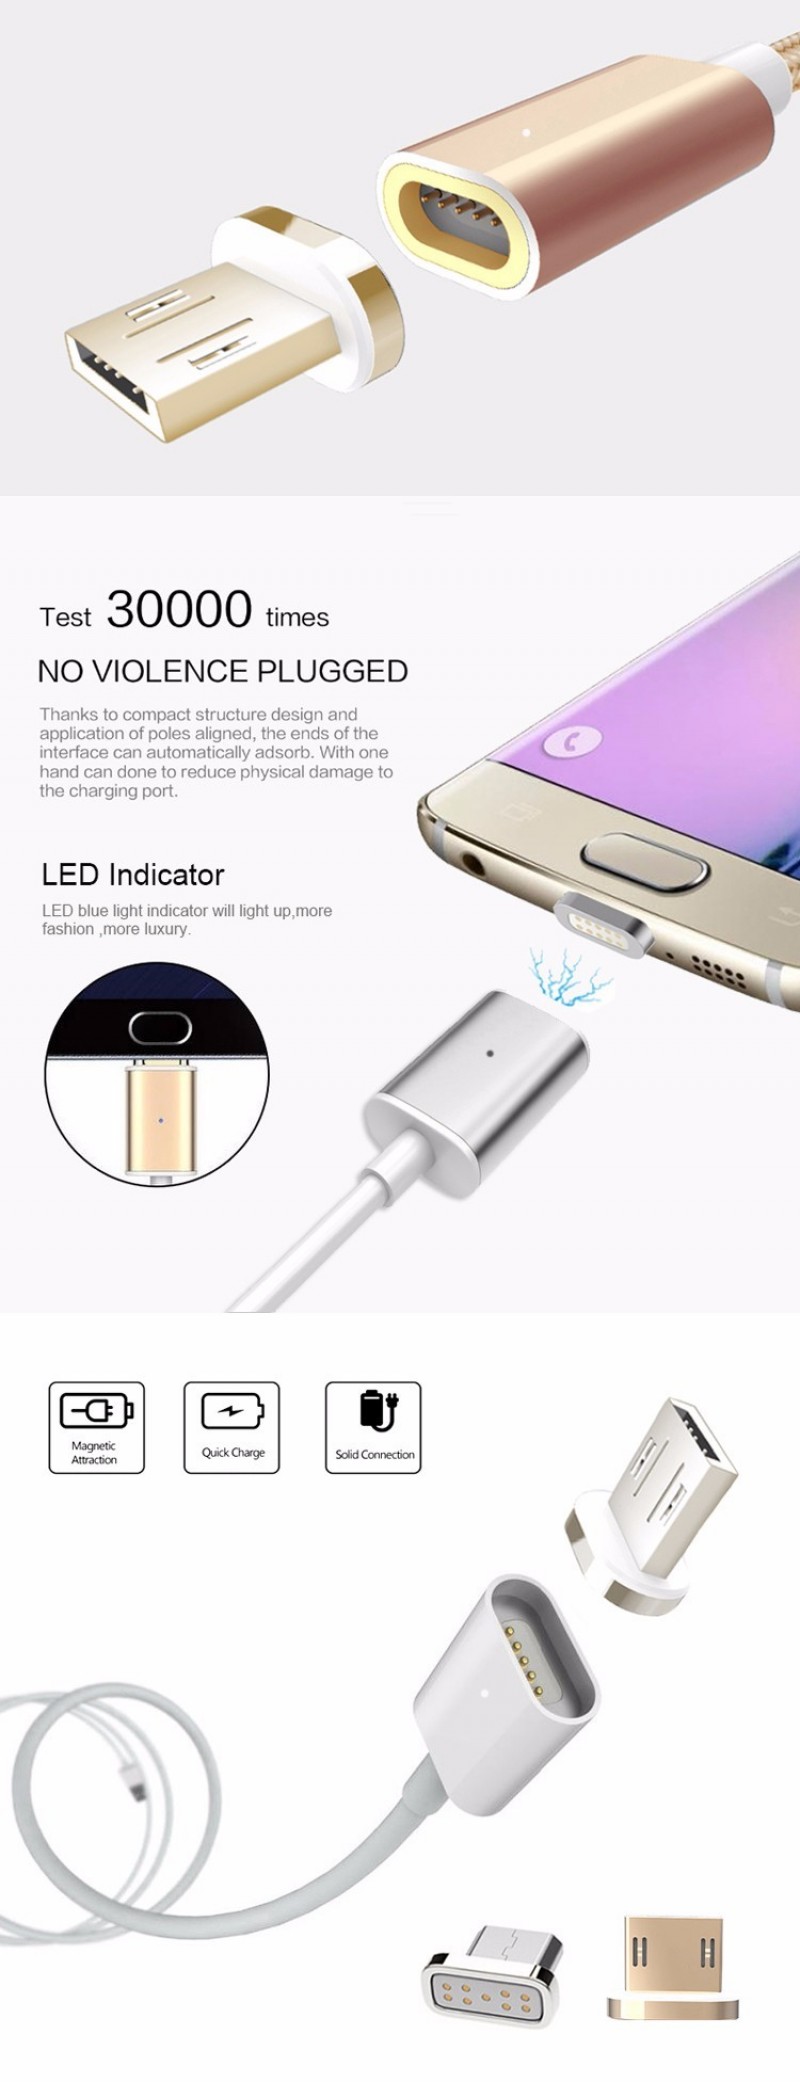 Test 30000 times
NO VIOLENCE PLUGGED
Thanks to compact structure design and
application of poles aligned, the ends of the
interface can automatically adsorb. With one
hand can done to reduce physical damage to
the charging port.
LED Indicator
LED blue light indicator will light up,more
fashion ,more luxury.
Magnetic
Attraction
Quick Charge
Solid Connection